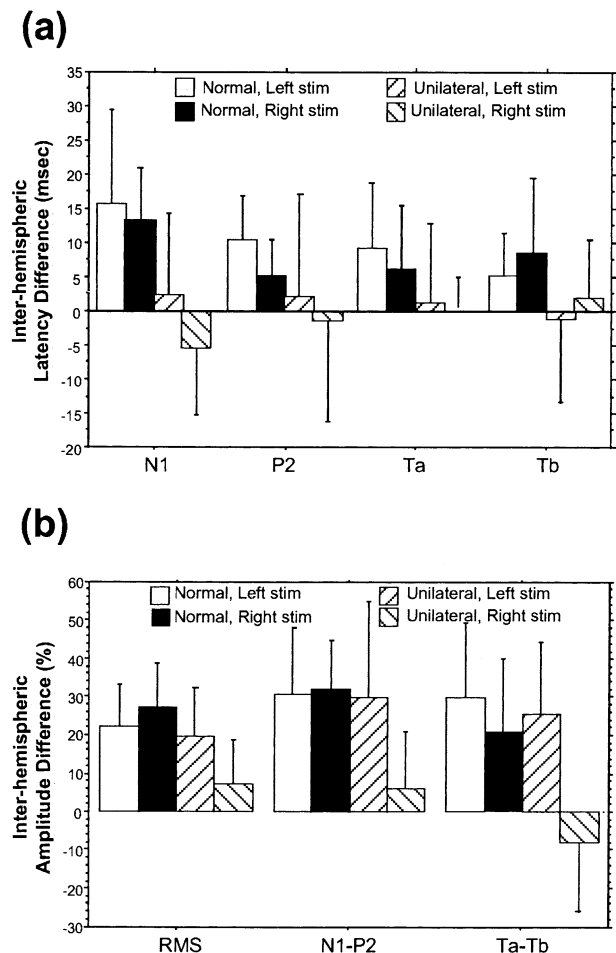 (a)
Inter-hemispheric
Latency Difference (msec)
35
30
25
20
15
10
5
0
-5
-10
-15
-20
Normal, Left stim
Unilateral, Left stim
Normal, Right stim
Unilateral, Right stim
N1
P2
Ta
Tb
(b)
Inter-hemispheric
Amplitude Difference (%)
60
50
40
30
20
10
0
-10
-20
-30
Normal, Left stim
Unilateral, Left stim
Normal, Right stim
Unilateral, Right stim
RMS
N1-P2
Ta-Tb